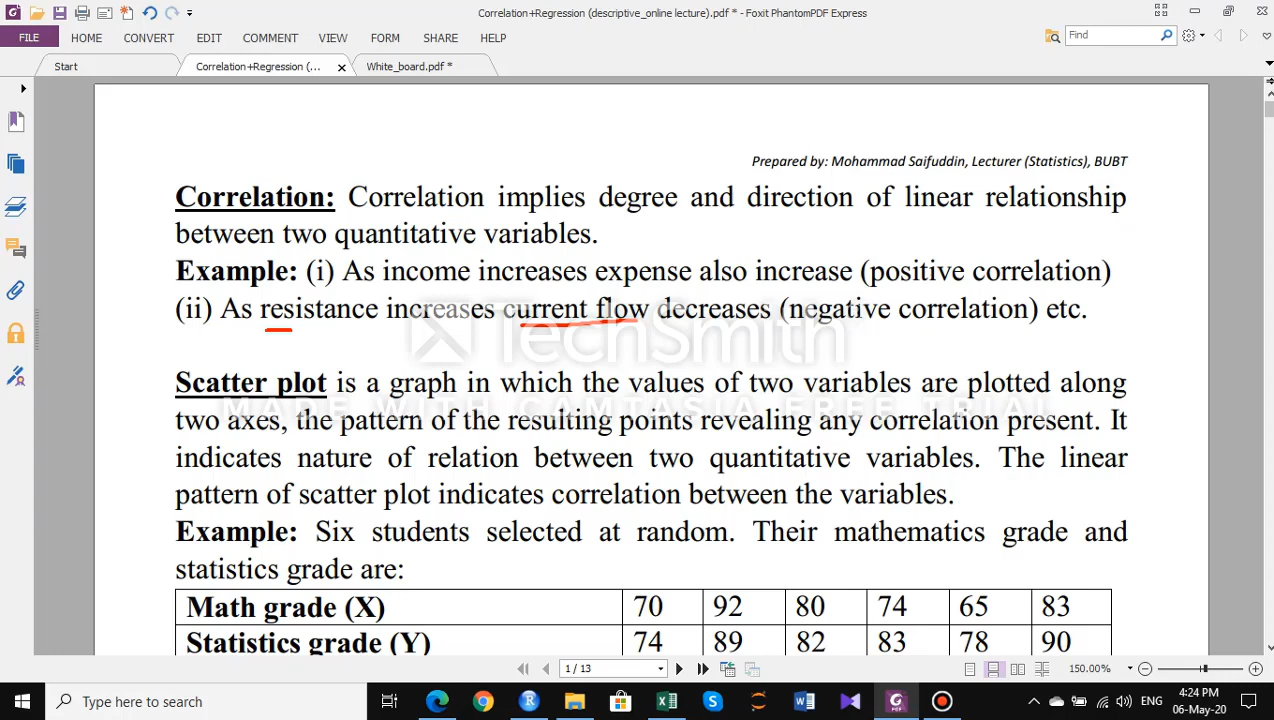 Correlation+Regression (descriptive_online lecture).pdf * - Foxit PhantomPDF Express
FILE HOME CONVERT EDIT COMMENT VIEW FORM SHARE HELP Find
Start Correlation+Regression (... x White_board.pdf *
Prepared by: Mohammad Saifuddin, Lecturer (Statistics), BUBT
Correlation: Correlation implies degree and direction of linear relationship
between two quantitative variables.
Example: (i) As income increases expense also increase (positive correlation)
(ii) As resistance increases current flow decreases (negative correlation) etc.
TechSmith
Scatter plot is a graph in which the values of two variables are plotted along
MADE WITH CAMTASIA FREE TRIAL
two axes, the pattern of the resulting points revealing any correlation present. It
indicates nature of relation between two quantitative variables. The linear
pattern of scatter plot indicates correlation between the variables.
Example: Six students selected at random. Their mathematics grade and
statistics grade are:
Math grade (X) 70 92 80 74 65 83
Statistics grade (Y) 74 89 82 83 78 90
1 / 13 150.00%
Type here to search ENG 4:24 PM
06-May-20